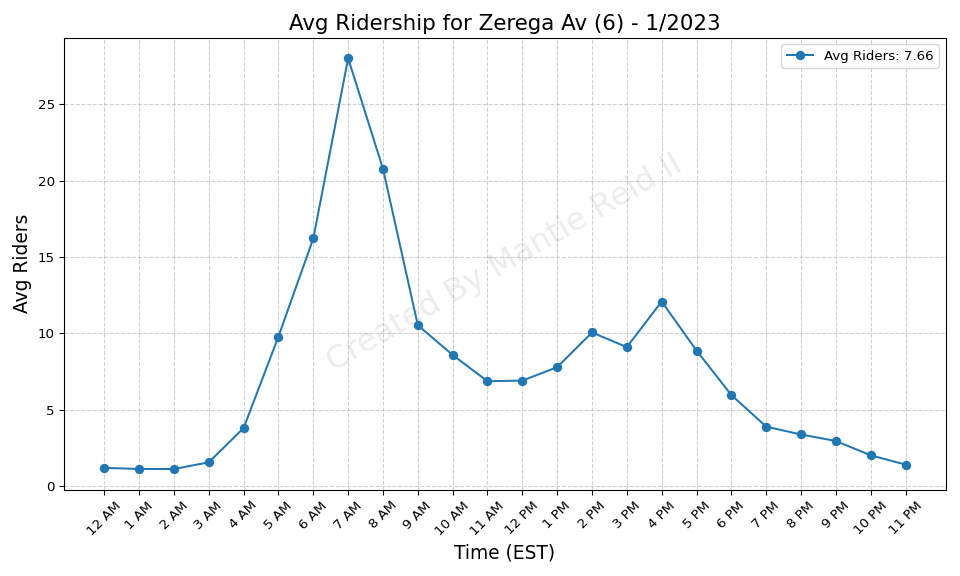 Avg Ridership for Zerega Av (6) - 1/2023
Avg Riders: 7.66
Avg Riders
25
20
15
10
5
0
Created By Mantle Reid II
12 AM
1 AM
2 AM
3 AM
4 AM
5 AM
6 AM
7 AM
8 AM
9 AM
10 AM
11 AM
12 PM
1 PM
2 PM
3 PM
4 PM
5 PM
6 PM
7 PM
8 PM
9 PM
10 PM
11 PM
Time (EST)